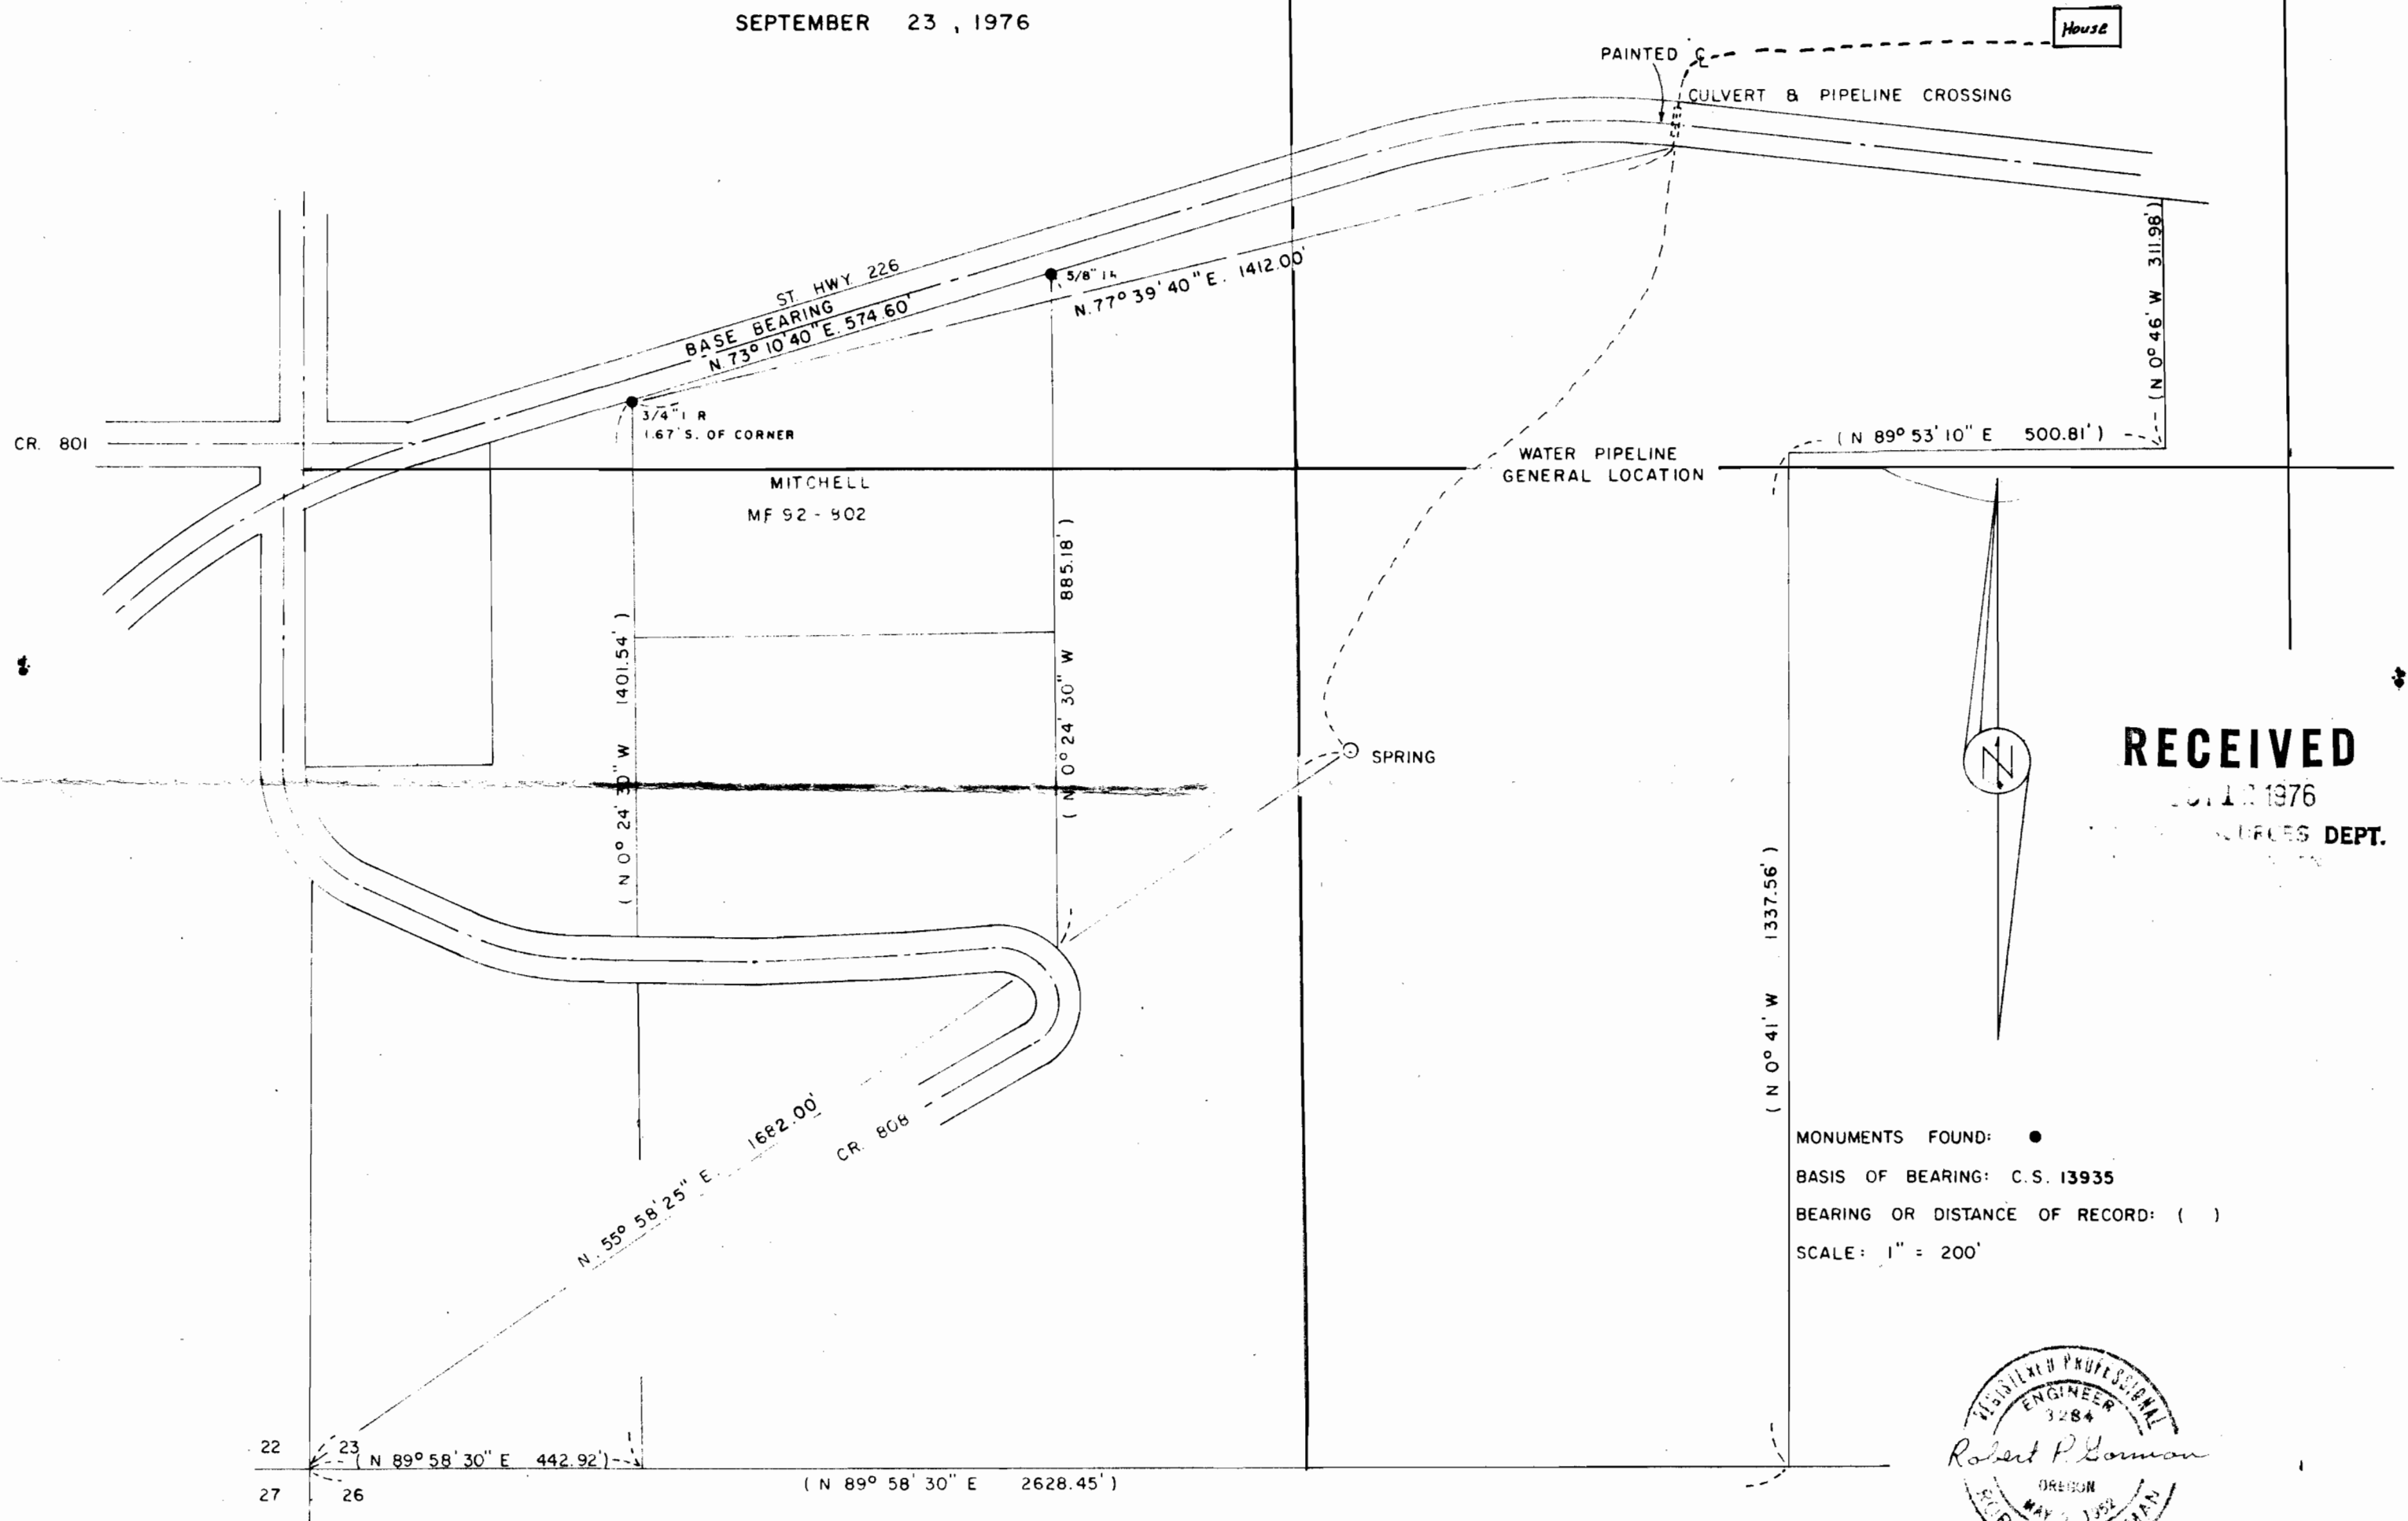 SEPTEMBER 23 , 1976
House
PAINTED ℄
CULVERT & PIPELINE CROSSING
ST. HWY. 226
BASE BEARING
N. 73° 10' 40" E. 574.60'
5/8" I.R.
N. 77° 39' 40" E. 1412.00'
( N 0° 46' W 311.98' )
3/4" I R
1.67' S. OF CORNER
CR. 801
( N 89° 53' 10" E 500.81' )
WATER PIPELINE
GENERAL LOCATION
MITCHELL
MF 92 - 902
( N 0° 24' 30" W 1401.54' )
( N 0° 24' 30" W 885.18' )
SPRING
N
RECEIVED
1976
DEPT.
( N 0° 41' W 1337.56' )
N. 55° 58' 25" E. 1682.00'
CR. 808
MONUMENTS FOUND: ●
BASIS OF BEARING: C.S. 13935
BEARING OR DISTANCE OF RECORD: ( )
SCALE: 1" = 200'
22 23
( N 89° 58' 30" E 442.92' )
27 26
( N 89° 58' 30" E 2628.45' )
REGISTERED PROFESSIONAL
ENGINEER
3284
Robert P. Gorman
OREGON
MAY 1952